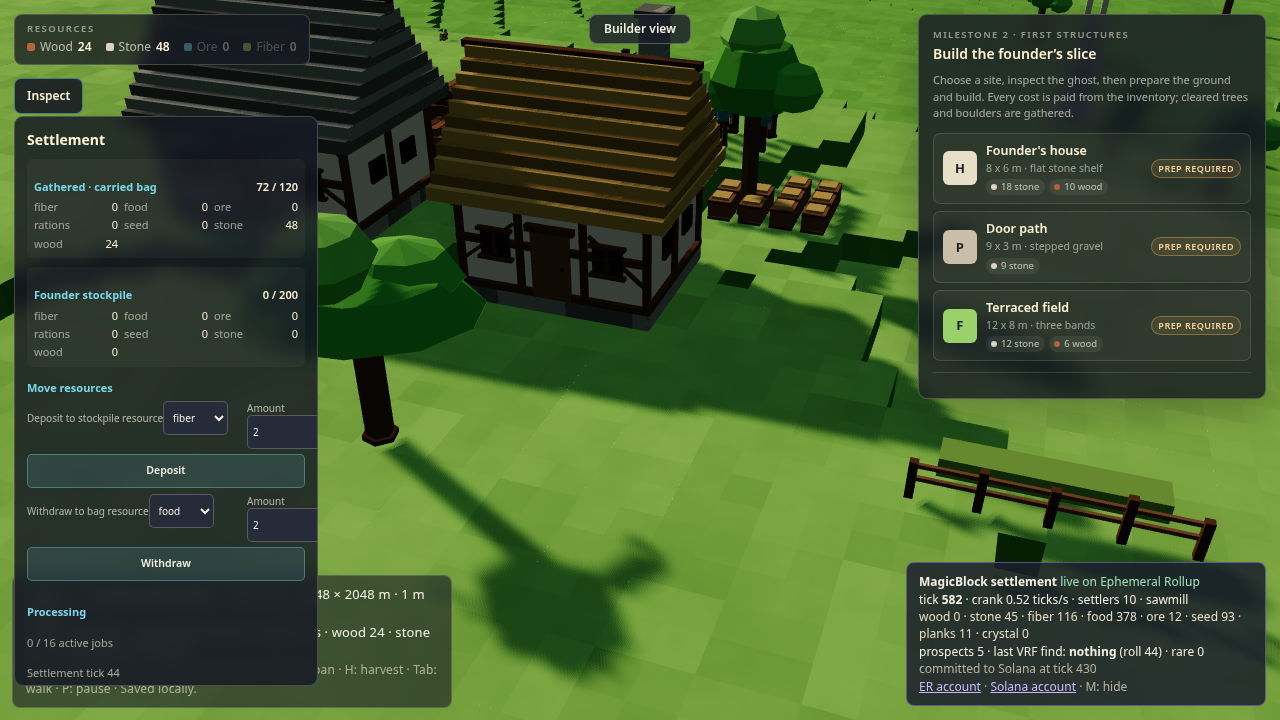 RESOURCES
Wood 24 Stone 48 Ore 0 Fiber 0
Inspect
Settlement
Gathered · carried bag 72 / 120
fiber 0 food 0 ore 0
rations 0 seed 0 stone 48
wood 24
Founder stockpile 0 / 200
fiber 0 food 0 ore 0
rations 0 seed 0 stone 0
wood 0
Move resources
Deposit to stockpile resource fiber Amount 2
Deposit
Withdraw to bag resource food Amount 2
Withdraw
Processing
0 / 16 active jobs
Settlement tick 44
48 × 2048 m · 1 m
· wood 24 · stone
· H: harvest · Tab:
walk · P: pause · Saved locally.
Builder view
MILESTONE 2 · FIRST STRUCTURES
Build the founder's slice
Choose a site, inspect the ghost, then prepare the ground
and build. Every cost is paid from the inventory; cleared trees
and boulders are gathered.
H Founder's house
8 x 6 m · flat stone shelf
18 stone 10 wood
PREP REQUIRED
P Door path
9 x 3 m · stepped gravel
9 stone
PREP REQUIRED
F Terraced field
12 x 8 m · three bands
12 stone 6 wood
PREP REQUIRED
MagicBlock settlement live on Ephemeral Rollup
tick 582 · crank 0.52 ticks/s · settlers 10 · sawmill
wood 0 · stone 45 · fiber 116 · food 378 · ore 12 · seed 93 ·
planks 11 · crystal 0
prospects 5 · last VRF find: nothing (roll 44) · rare 0
committed to Solana at tick 430
ER account · Solana account · M: hide